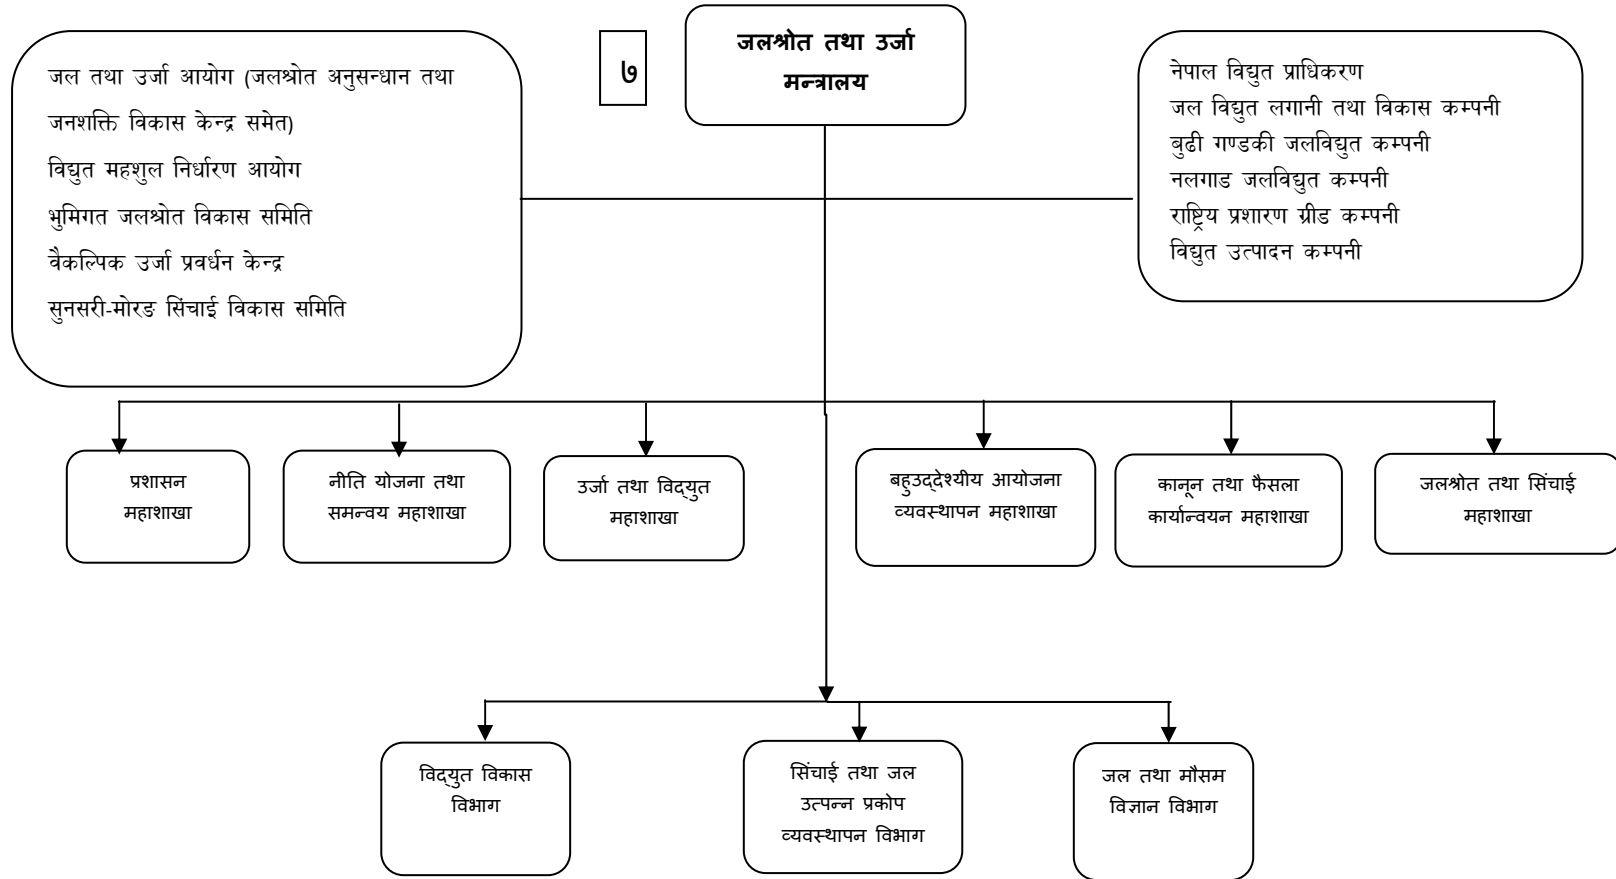 ७
जलश्रोत तथा उर्जा
मन्त्रालय
जल तथा उर्जा आयोग (जलश्रोत अनुसन्धान तथा
जनशक्ति विकास केन्द्र समेत)
विद्युत महशुल निर्धारण आयोग
भुमिगत जलश्रोत विकास समिति
वैकल्पिक उर्जा प्रवर्धन केन्द्र
सुनसरी-मोरङ सिंचाई विकास समिति
नेपाल विद्युत प्राधिकरण
जल विद्युत लगानी तथा विकास कम्पनी
बुढी गण्डकी जलविद्युत कम्पनी
नलगाड जलविद्युत कम्पनी
राष्ट्रिय प्रशारण ग्रीड कम्पनी
विद्युत उत्पादन कम्पनी
प्रशासन
महाशाखा
नीति योजना तथा
समन्वय महाशाखा
उर्जा तथा विद्‌युत
महाशाखा
बहुउद्‌देश्यीय आयोजना
व्यवस्थापन महाशाखा
कानून तथा फैसला
कार्यान्वयन महाशाखा
जलश्रोत तथा सिंचाई
महाशाखा
विद्‌युत विकास
विभाग
सिंचाई तथा जल
उत्पन्न प्रकोप
व्यवस्थापन विभाग
जल तथा मौसम
विज्ञान विभाग